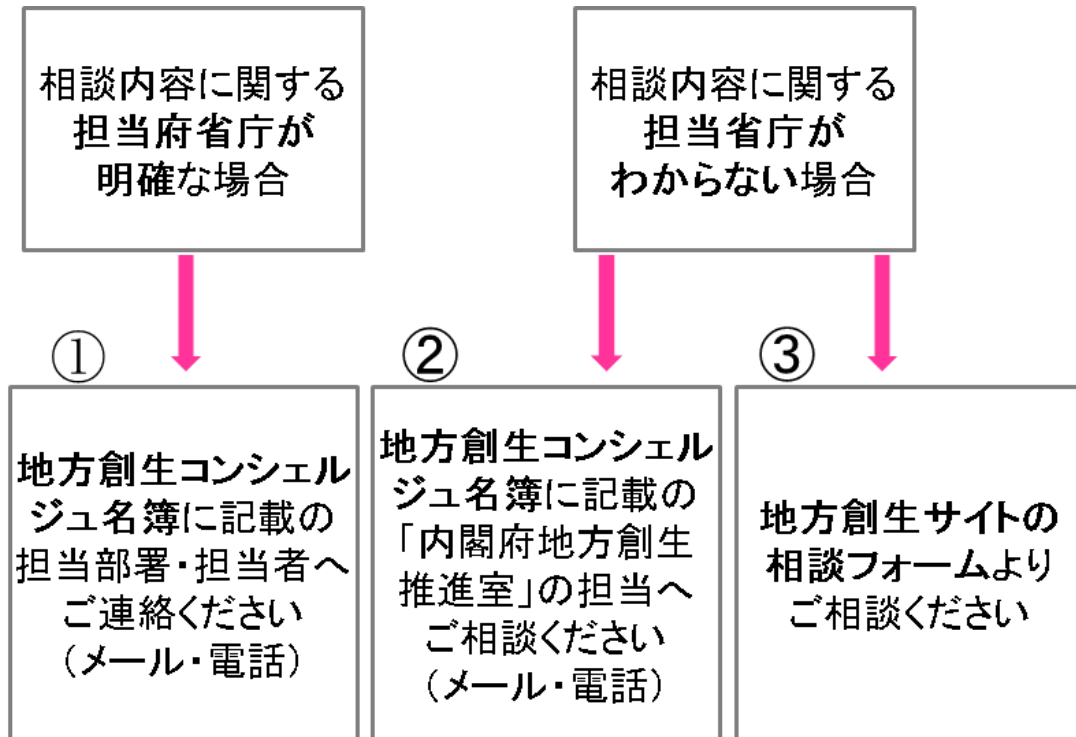 相談内容に関する
担当府省庁が
明確な場合
相談内容に関する
担当省庁が
わからない場合
①
地方創生コンシェル
ジュ名簿に記載の
担当部署・担当者へ
ご連絡ください
（メール・電話）
②
地方創生コンシェル
ジュ名簿に記載の
「内閣府地方創生
推進室」の担当へ
ご相談ください
（メール・電話）
③
地方創生サイトの
相談フォームより
ご相談ください